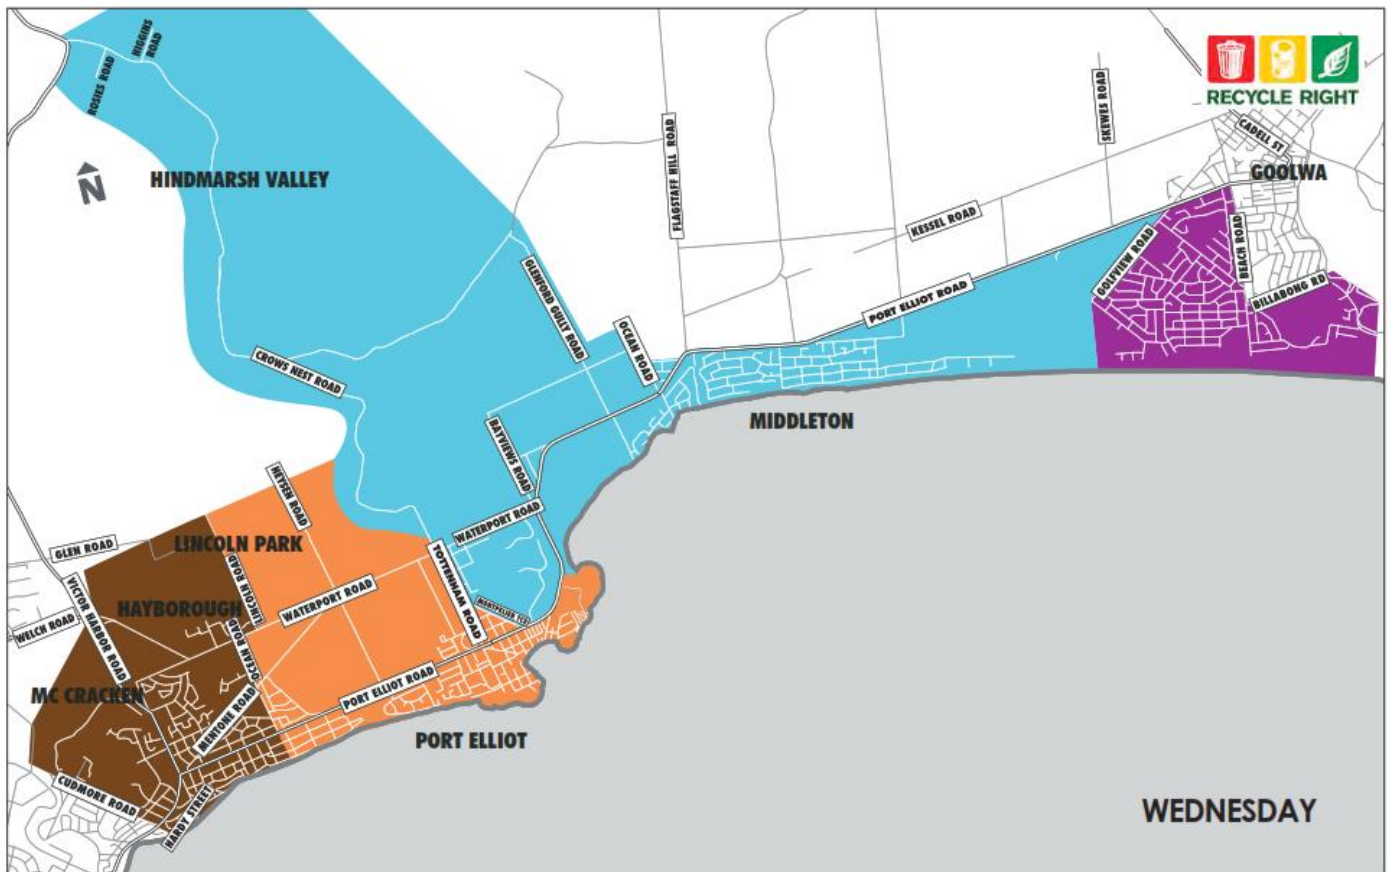 HIGGINS
ROAD
ROSIES ROAD
N
HINDMARSH VALLEY
FLAGSTAFF HILL ROAD
SKEWES ROAD
RECYCLE RIGHT
CADELL ST
GOOLWA
KESSEL ROAD
GOLFVIEW ROAD
BEACH ROAD
BILLABONG RD
GLENFORD GULLY ROAD
OCEAN ROAD
PORT ELLIOT ROAD
CROWS NEST ROAD
MIDDLETON
BAYVIEWS ROAD
HEYSEN ROAD
WATERPORT ROAD
GLEN ROAD
LINCOLN PARK
TOTTENHAM ROAD
VICTOR HARBOR ROAD
LINCOLN ROAD
WATERPORT ROAD
HAYBOROUGH
MONTPELIER TCE
WELCH ROAD
OCEAN ROAD
MC CRACKEN
MENTONE ROAD
PORT ELLIOT ROAD
PORT ELLIOT
CUDMORE ROAD
HARDY STREET
WEDNESDAY